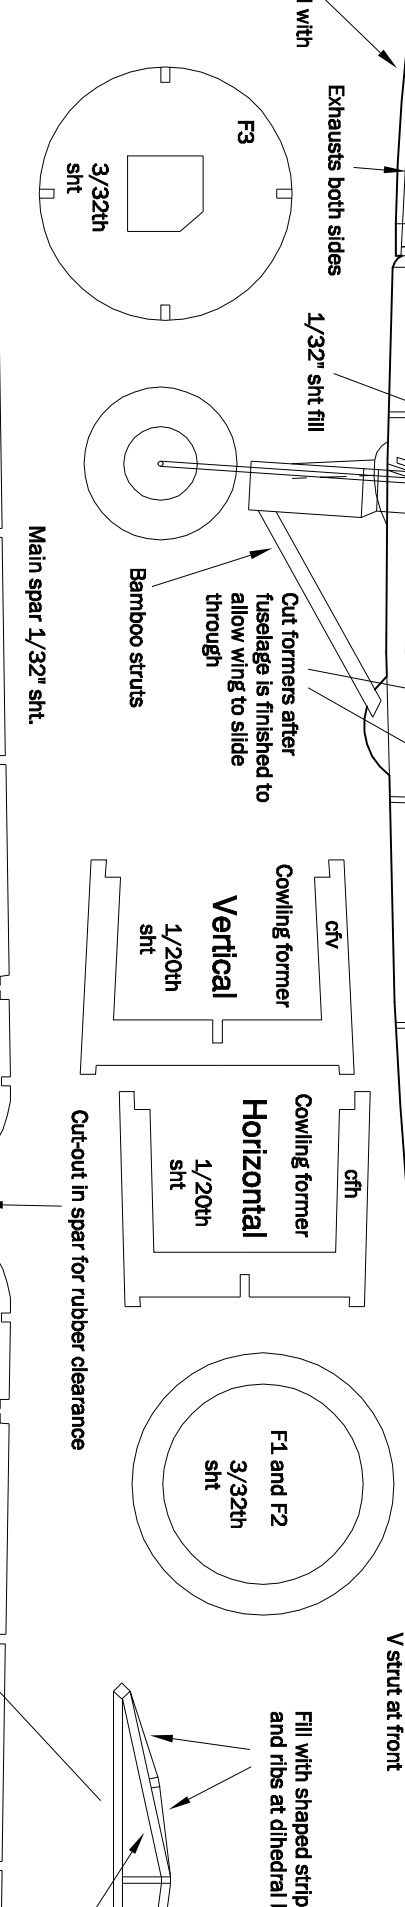 l with
Exhausts both sides
F3
3/32th
sht
1/32" sht fill
Bamboo struts
Cut formers after
fuselage is finished to
allow wing to slide
through
Main spar 1/32" sht.
cfv
Cowling former
Vertical
1/20th
sht
cfh
Cowling former
Horizontal
1/20th
sht
Cut-out in spar for rubber clearance
F1 and F2
3/32th
sht
V strut at front
Fill with shaped strip
and ribs at dihedral